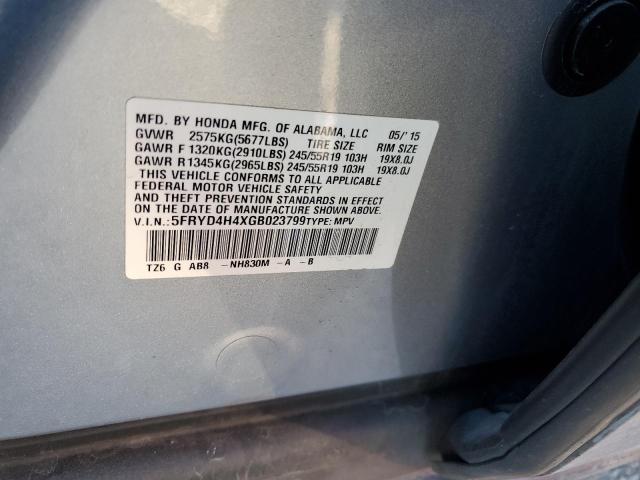 MFD. BY HONDA MFG. OF ALABAMA, LLC 05/'15
GVWR 2575KG(5677LBS) TIRE SIZE RIM SIZE
GAWR F 1320KG(2910LBS) 245/55R19 103H 19X8.0J
GAWR R 1345KG(2965LBS) 245/55R19 103H 19X8.0J
THIS VEHICLE CONFORMS TO ALL APPLICABLE
FEDERAL MOTOR VEHICLE SAFETY
AND THEFT PREVENTION STANDARDS IN EFFECT
ON THE DATE OF MANUFACTURE SHOWN ABOVE.
V.I.N.: 5FRYD4H4XGB023799 TYPE: MPV
TZ6 G AB8 -NH830M -A -B